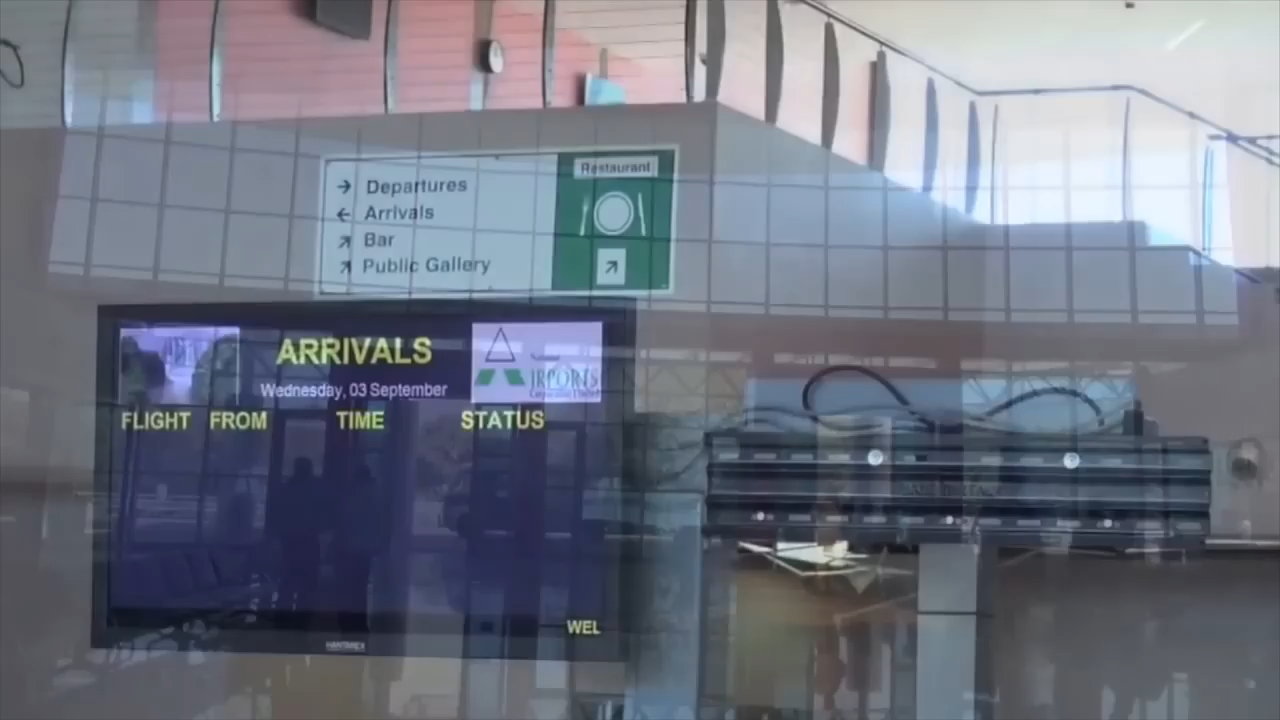 Restaurant
→ Departures
← Arrivals
↗ Bar
↗ Public Gallery
↗
ARRIVALS
Wednesday, 03 September
FLIGHT FROM TIME STATUS
WEL